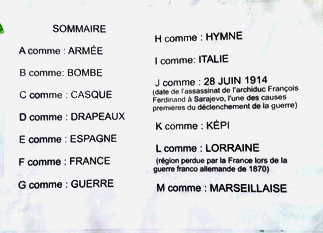 SOMMAIRE
A comme : ARMÉE
B comme: BOMBE
C comme : CASQUE
D comme : DRAPEAUX
E comme : ESPAGNE
F comme : FRANCE
G comme : GUERRE
H comme : HYMNE
I comme: ITALIE
J comme : 28 JUIN 1914
(date de l'assassinat de l'archiduc François
Ferdinand à Sarajevo, l'une des causes
premières du déclenchement de la guerre)
K comme : KÉPI
L comme : LORRAINE
(région perdue par la France lors de la
guerre franco allemande de 1870)
M comme : MARSEILLAISE